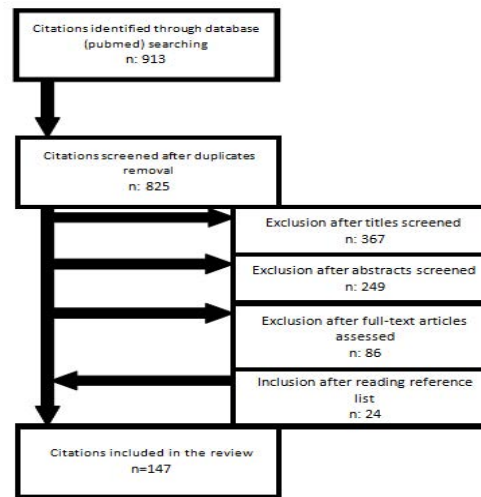 Citations identified through database
(pubmed) searching
n: 913
Citations screened after duplicates
removal
n: 825
Exclusion after titles screened
n: 367
Exclusion after abstracts screened
n: 249
Exclusion after full-text articles
assessed
n: 86
Inclusion after reading reference
list
n: 24
Citations included in the review
n=147